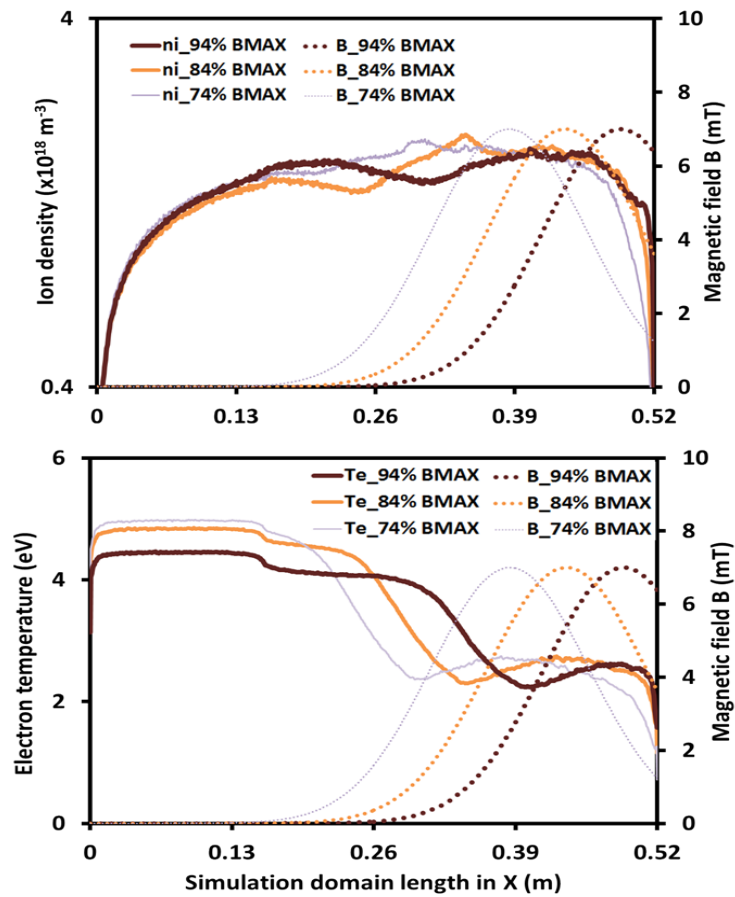 4
10
ni_94% BMAX B_94% BMAX
ni_84% BMAX B_84% BMAX
ni_74% BMAX B_74% BMAX
8
6
4
2
0
0.4
Ion density (x10¹⁸ m⁻³)
Magnetic field B (mT)
0 0.13 0.26 0.39 0.52
6
10
Te_94% BMAX B_94% BMAX
Te_84% BMAX B_84% BMAX
Te_74% BMAX B_74% BMAX
8
4
6
2
4
2
0
0
Electron temperature (eV)
Magnetic field B (mT)
0 0.13 0.26 0.39 0.52
Simulation domain length in X (m)